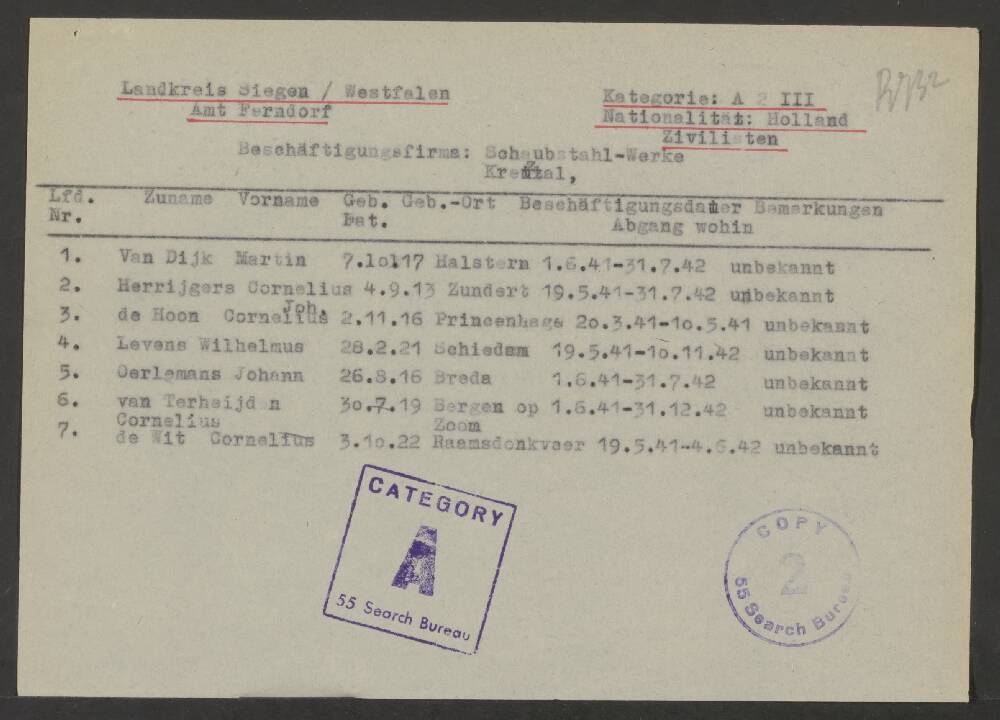 Landkreis Siegen / Westfalen
Amt Ferndorf
Kategorie: A 2 III
Nationalität: Holland
Zivilisten
Beschäftigungsfirma: Schaubstahl-Werke
Kreuztal,
Lfd. Nr. Zuname Vorname Geb. Dat. Geb.-Ort Beschäftigungsdauer Bemerkungen
Abgang wohin
1. Van Dijk Martin 7.1o.17 Halstern 1.6.41-31.7.42 unbekannt
2. Herrijgers Cornelius 4.9.13 Zundert 19.5.41-31.7.42 unbekannt
3. de Hoon Cornelius Joh. 2.11.16 Princenhage 2o.3.41-1o.5.41 unbekannt
4. Levens Wilhelmus 28.2.21 Schiedam 19.5.41-1o.11.42 unbekannt
5. Oerlemans Johann 26.8.16 Breda 1.6.41-31.7.42 unbekannt
6. van Terheijden Cornelius 3o.7.19 Bergen op Zoom 1.6.41-31.12.42 unbekannt
7. de Wit Cornelius 3.1o.22 Raamsdonkveer 19.5.41-4.6.42 unbekannt
CATEGORY
A
55 Search Bureau
COPY
2
55 Search Bureau